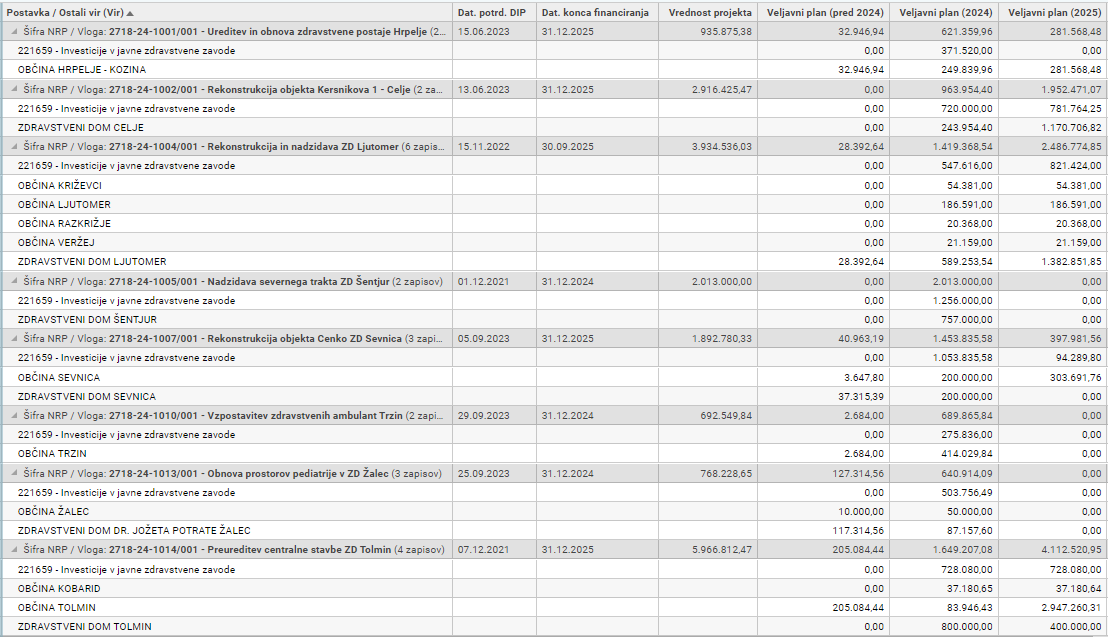 Postavka / Ostali vir (Vir) Dat. potrd. DIP Dat. konca financiranja Vrednost projekta Veljavni plan (pred 2024) Veljavni plan (2024) Veljavni plan (2025)
Šifra NRP / Vloga: 2718-24-1001/001 - Ureditev in obnova zdravstvene postaje Hrpelje (2... 15.06.2023 31.12.2025 935.875,38 32.946,94 621.359,96 281.568,48
221659 - Investicije v javne zdravstvene zavode 0,00 371.520,00 0,00
OBČINA HRPELJE - KOZINA 32.946,94 249.839,96 281.568,48
Šifra NRP / Vloga: 2718-24-1002/001 - Rekonstrukcija objekta Kersnikova 1 - Celje (2 za... 13.06.2023 31.12.2025 2.916.425,47 0,00 963.954,40 1.952.471,07
221659 - Investicije v javne zdravstvene zavode 0,00 720.000,00 781.764,25
ZDRAVSTVENI DOM CELJE 0,00 243.954,40 1.170.706,82
Šifra NRP / Vloga: 2718-24-1004/001 - Rekonstrukcija in nadzidava ZD Ljutomer (6 zapis... 15.11.2022 30.09.2025 3.934.536,03 28.392,64 1.419.368,54 2.486.774,85
221659 - Investicije v javne zdravstvene zavode 0,00 547.616,00 821.424,00
OBČINA KRIŽEVCI 0,00 54.381,00 54.381,00
OBČINA LJUTOMER 0,00 186.591,00 186.591,00
OBČINA RAZKRIŽJE 0,00 20.368,00 20.368,00
OBČINA VERŽEJ 0,00 21.159,00 21.159,00
ZDRAVSTVENI DOM LJUTOMER 28.392,64 589.253,54 1.382.851,85
Šifra NRP / Vloga: 2718-24-1005/001 - Nadzidava severnega trakta ZD Šentjur (2 zapisov) 01.12.2021 31.12.2024 2.013.000,00 0,00 2.013.000,00 0,00
221659 - Investicije v javne zdravstvene zavode 0,00 1.256.000,00 0,00
ZDRAVSTVENI DOM ŠENTJUR 0,00 757.000,00 0,00
Šifra NRP / Vloga: 2718-24-1007/001 - Rekonstrukcija objekta Cenko ZD Sevnica (3 zapi... 05.09.2023 31.12.2025 1.892.780,33 40.963,19 1.453.835,58 397.981,56
221659 - Investicije v javne zdravstvene zavode 0,00 1.053.835,58 94.289,80
OBČINA SEVNICA 3.647,80 200.000,00 303.691,76
ZDRAVSTVENI DOM SEVNICA 37.315,39 200.000,00 0,00
Šifra NRP / Vloga: 2718-24-1010/001 - Vzpostavitev zdravstvenih ambulant Trzin (2 zapi... 29.09.2023 31.12.2024 692.549,84 2.684,00 689.865,84 0,00
221659 - Investicije v javne zdravstvene zavode 0,00 275.836,00 0,00
OBČINA TRZIN 2.684,00 414.029,84 0,00
Šifra NRP / Vloga: 2718-24-1013/001 - Obnova prostorov pediatrije v ZD Žalec (3 zapisov) 25.09.2023 31.12.2024 768.228,65 127.314,56 640.914,09 0,00
221659 - Investicije v javne zdravstvene zavode 0,00 503.756,49 0,00
OBČINA ŽALEC 10.000,00 50.000,00 0,00
ZDRAVSTVENI DOM DR. JOŽETA POTRATE ŽALEC 117.314,56 87.157,60 0,00
Šifra NRP / Vloga: 2718-24-1014/001 - Preureditev centralne stavbe ZD Tolmin (4 zapisov) 07.12.2021 31.12.2025 5.966.812,47 205.084,44 1.649.207,08 4.112.520,95
221659 - Investicije v javne zdravstvene zavode 0,00 728.080,00 728.080,00
OBČINA KOBARID 0,00 37.180,65 37.180,64
OBČINA TOLMIN 205.084,44 83.946,43 2.947.260,31
ZDRAVSTVENI DOM TOLMIN 0,00 800.000,00 400.000,00